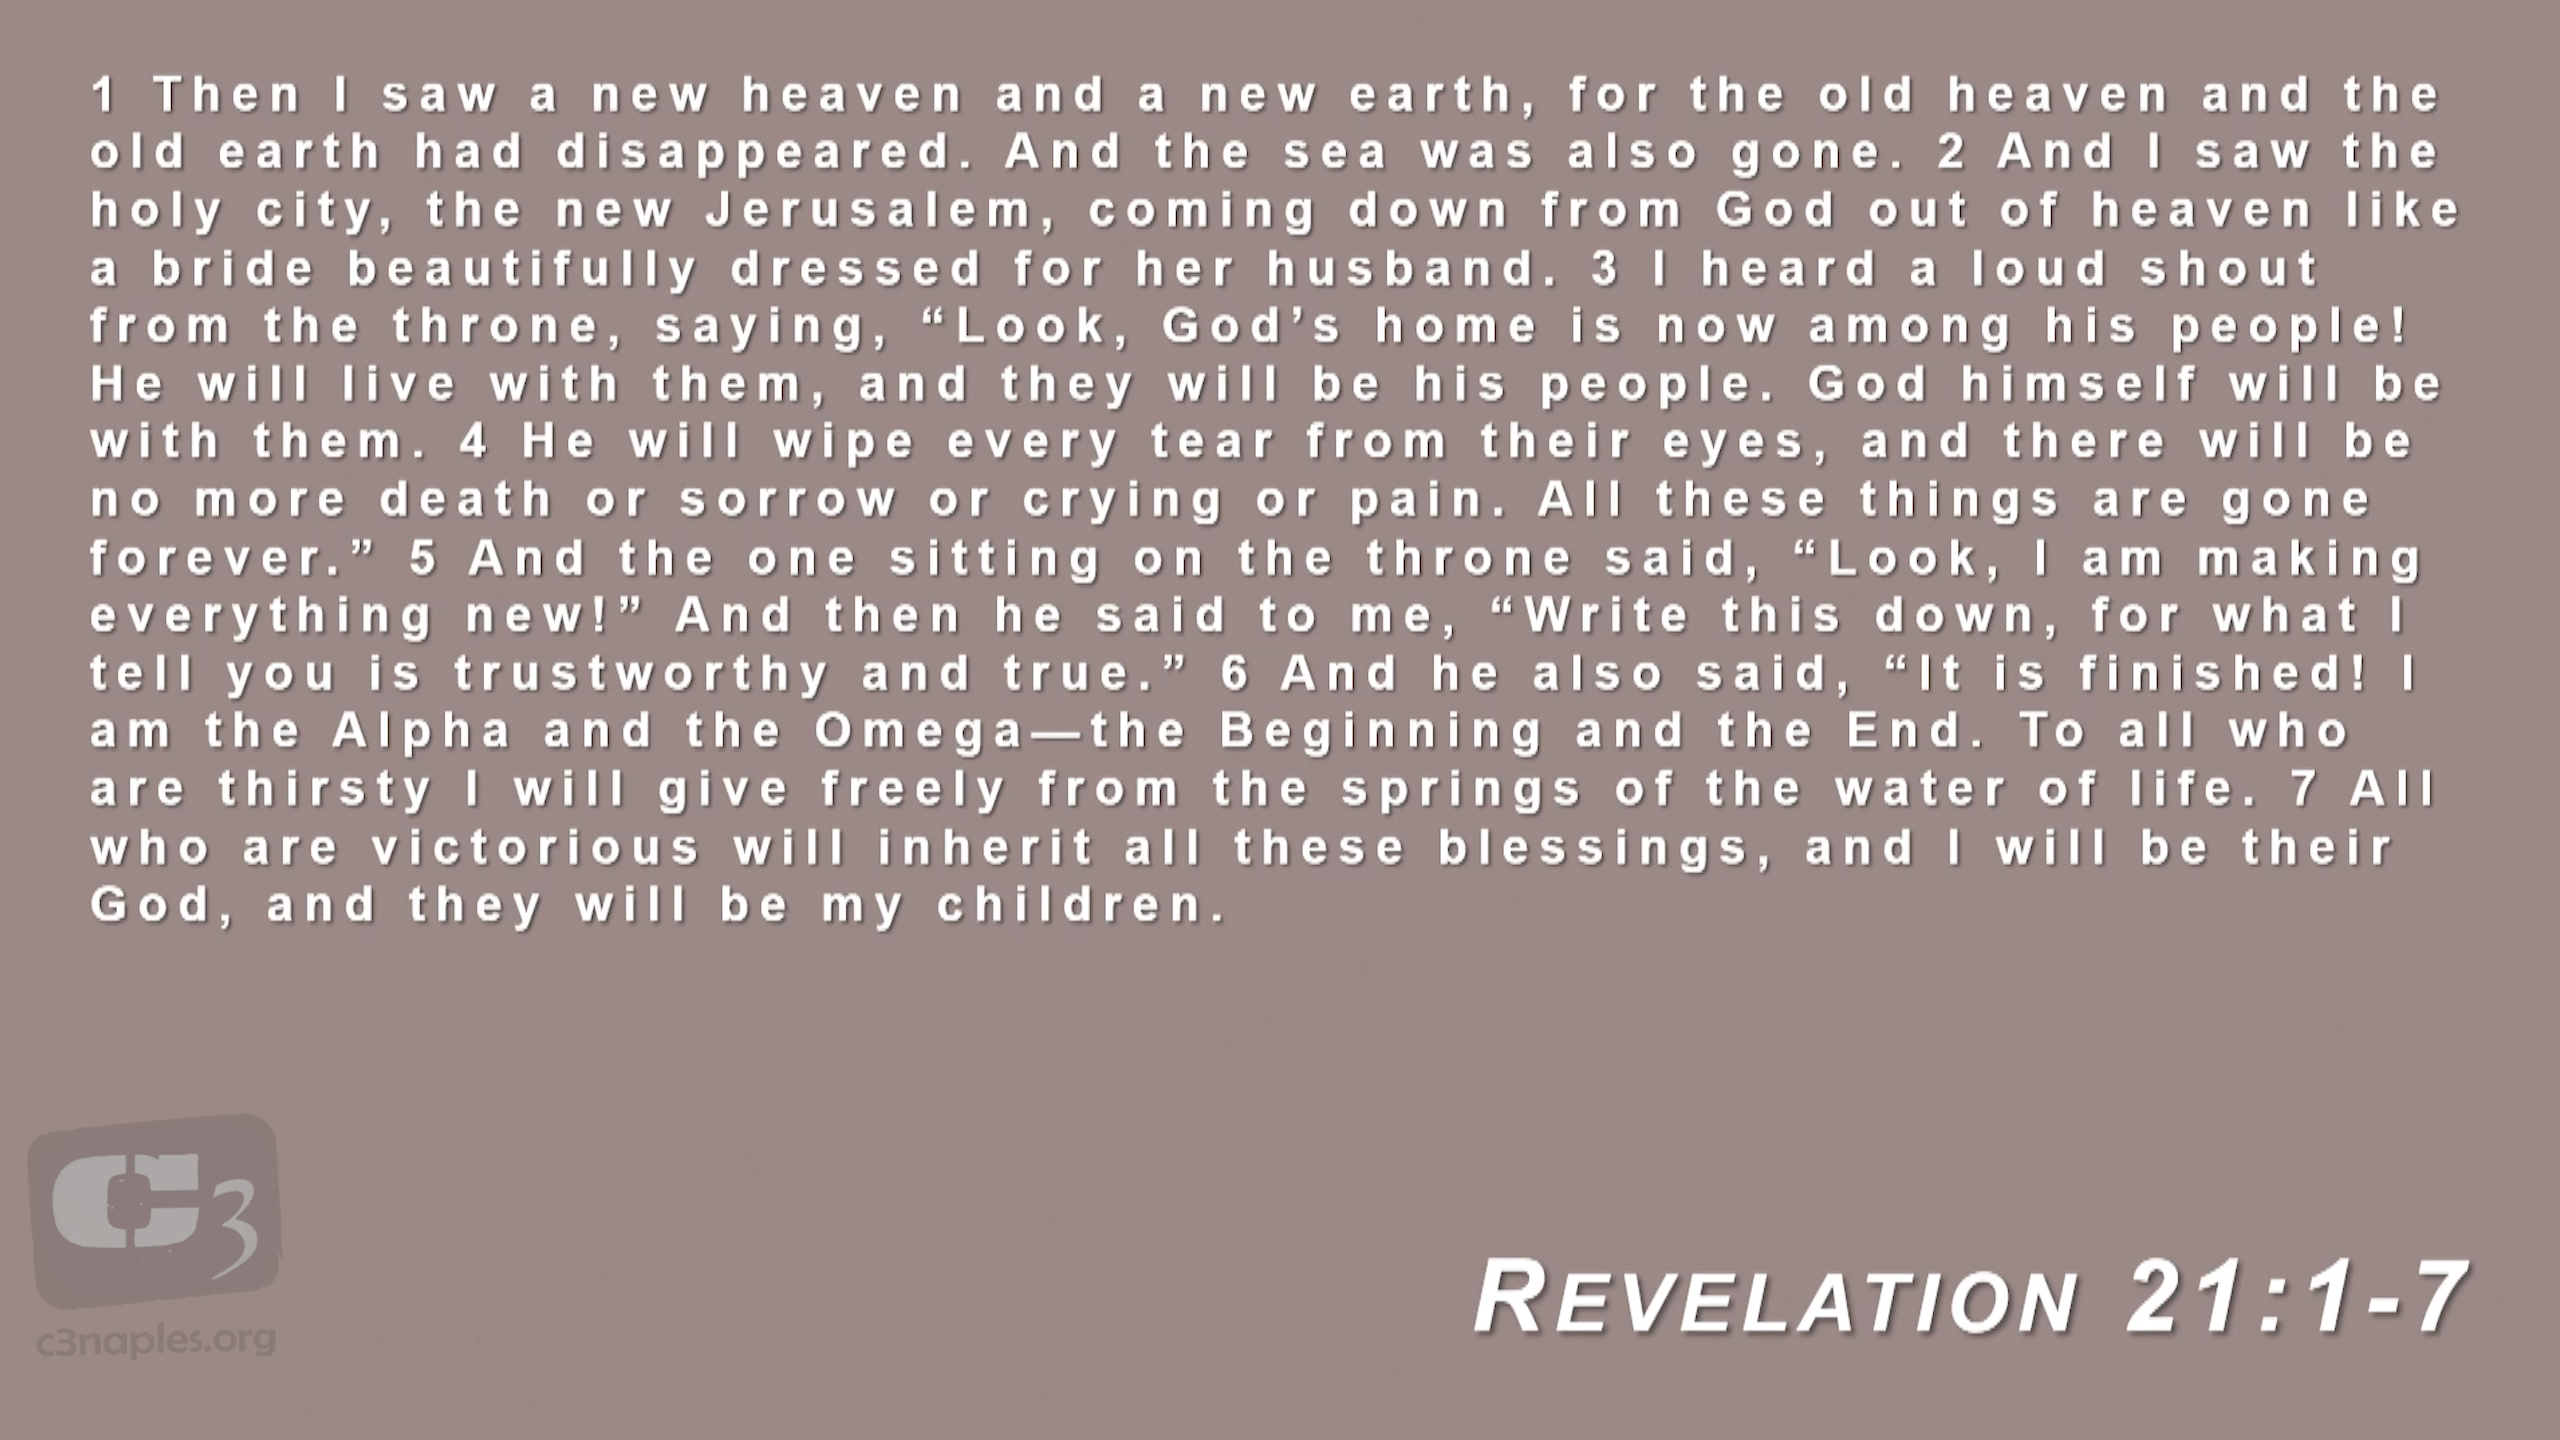 1 Then I saw a new heaven and a new earth, for the old heaven and the
old earth had disappeared. And the sea was also gone. 2 And I saw the
holy city, the new Jerusalem, coming down from God out of heaven like
a bride beautifully dressed for her husband. 3 I heard a loud shout
from the throne, saying, “Look, God’s home is now among his people!
He will live with them, and they will be his people. God himself will be
with them. 4 He will wipe every tear from their eyes, and there will be
no more death or sorrow or crying or pain. All these things are gone
forever.” 5 And the one sitting on the throne said, “Look, I am making
everything new!” And then he said to me, “Write this down, for what I
tell you is trustworthy and true.” 6 And he also said, “It is finished! I
am the Alpha and the Omega—the Beginning and the End. To all who
are thirsty I will give freely from the springs of the water of life. 7 All
who are victorious will inherit all these blessings, and I will be their
God, and they will be my children.
C3
c3naples.org
REVELATION 21:1-7